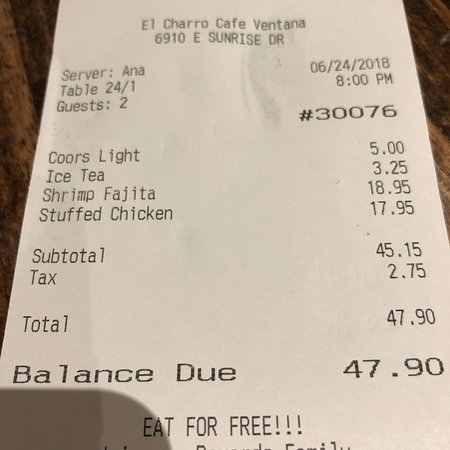 El Charro Cafe Ventana
6910 E SUNRISE DR
Server: Ana 06/24/2018
Table 24/1 8:00 PM
Guests: 2
#30076
Coors Light 5.00
Ice Tea 3.25
Shrimp Fajita 18.95
Stuffed Chicken 17.95
Subtotal 45.15
Tax 2.75
Total 47.90
Balance Due 47.90
EAT FOR FREE!!!
Family